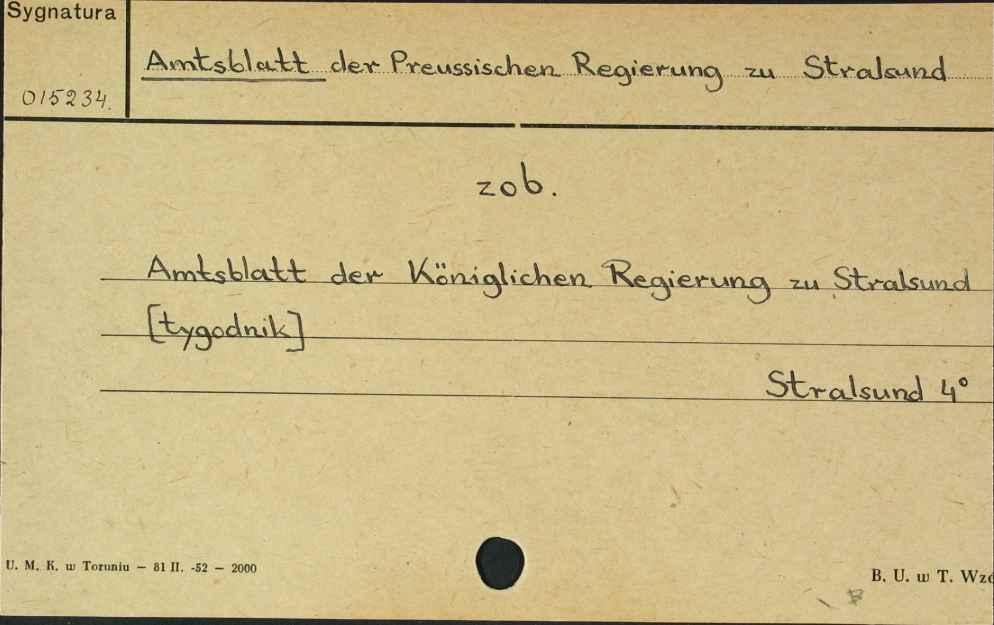 Sygnatura
Amtsblatt der Preussischen Regierung zu Stralsund
015234.
zob.
Amtsblatt der Königlichen Regierung zu Stralsund
[tygodnik]
Stralsund 4°
U. M. K. w Toruniu — 81 II. -52 — 2000
B. U. w T. Wzó